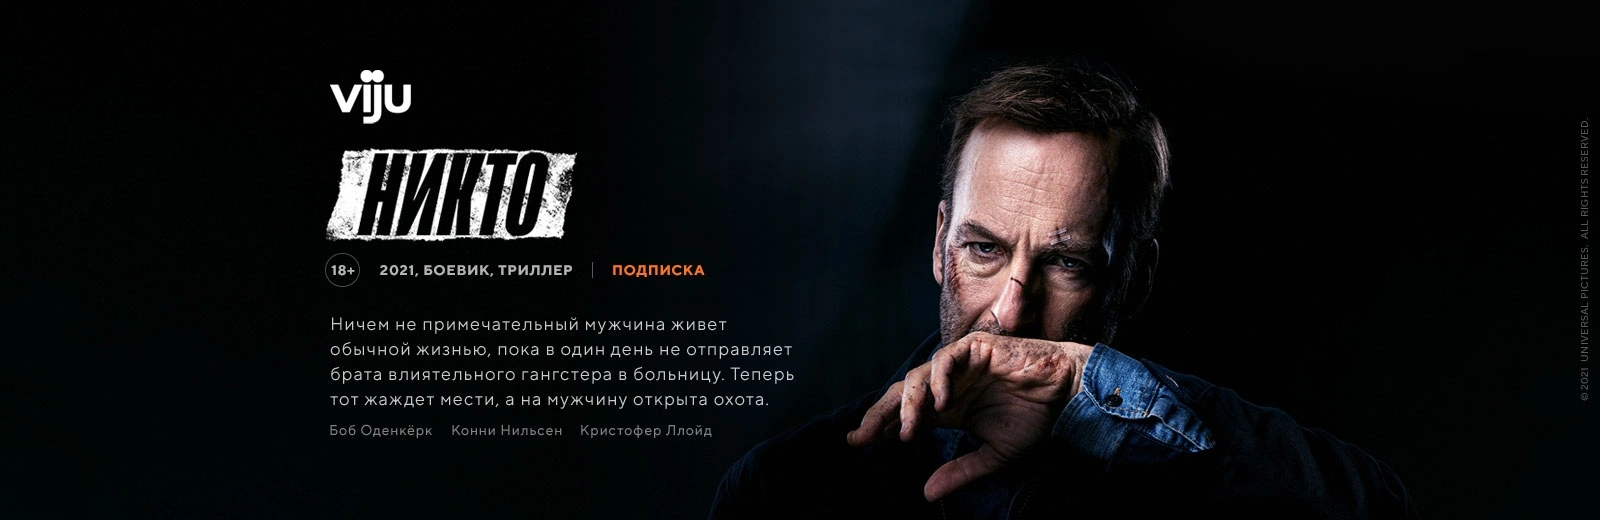 viju
НИКТО
18+ 2021, БОЕВИК, ТРИЛЛЕР | ПОДПИСКА
Ничем не примечательный мужчина живет
обычной жизнью, пока в один день не отправляет
брата влиятельного гангстера в больницу. Теперь
тот жаждет мести, а на мужчину открыта охота.
Боб Оденкёрк Конни Нильсен Кристофер Ллойд
© 2021 UNIVERSAL PICTURES. ALL RIGHTS RESERVED.